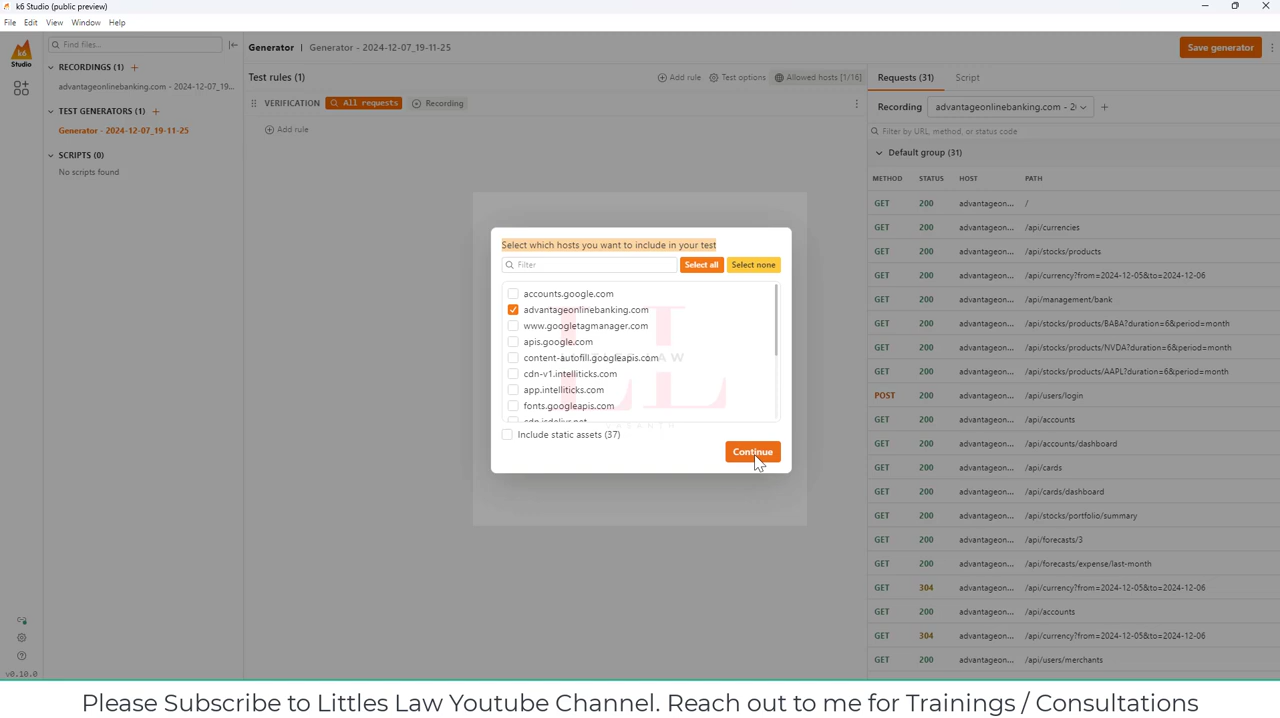 k6 Studio (public preview)
File Edit View Window Help
k6 Studio
Find files...
RECORDINGS (1) +
advantageonlinebanking.com - 2024-12-07_19...
TEST GENERATORS (1) +
Generator - 2024-12-07_19-11-25
SCRIPTS (0)
No scripts found
v0.10.0
Generator | Generator - 2024-12-07_19-11-25
Save generator
Test rules (1)
Add rule Test options Allowed hosts [1/16]
VERIFICATION All requests Recording
Add rule
Select which hosts you want to include in your test
Filter Select all Select none
accounts.google.com
advantageonlinebanking.com
www.googletagmanager.com
apis.google.com
content-autofill.googleapis.com
cdn-v1.intelliticks.com
app.intelliticks.com
fonts.googleapis.com
cdn.jsdelivr.net
Include static assets (37)
Continue
Requests (31) Script
Recording advantageonlinebanking.com - 2( +
Filter by URL, method, or status code
Default group (31)
METHOD STATUS HOST PATH
GET 200 advantageon... /
GET 200 advantageon... /api/currencies
GET 200 advantageon... /api/stocks/products
GET 200 advantageon... /api/currency?from=2024-12-05&to=2024-12-06
GET 200 advantageon... /api/management/bank
GET 200 advantageon... /api/stocks/products/BABA?duration=6&period=month
GET 200 advantageon... /api/stocks/products/NVDA?duration=6&period=month
GET 200 advantageon... /api/stocks/products/AAPL?duration=6&period=month
POST 200 advantageon... /api/users/login
GET 200 advantageon... /api/accounts
GET 200 advantageon... /api/accounts/dashboard
GET 200 advantageon... /api/cards
GET 200 advantageon... /api/cards/dashboard
GET 200 advantageon... /api/stocks/portfolio/summary
GET 200 advantageon... /api/forecasts/3
GET 200 advantageon... /api/forecasts/expense/last-month
GET 304 advantageon... /api/currency?from=2024-12-05&to=2024-12-06
GET 200 advantageon... /api/accounts
GET 304 advantageon... /api/currency?from=2024-12-05&to=2024-12-06
GET 200 advantageon... /api/users/merchants
Please Subscribe to Littles Law Youtube Channel. Reach out to me for Trainings / Consultations